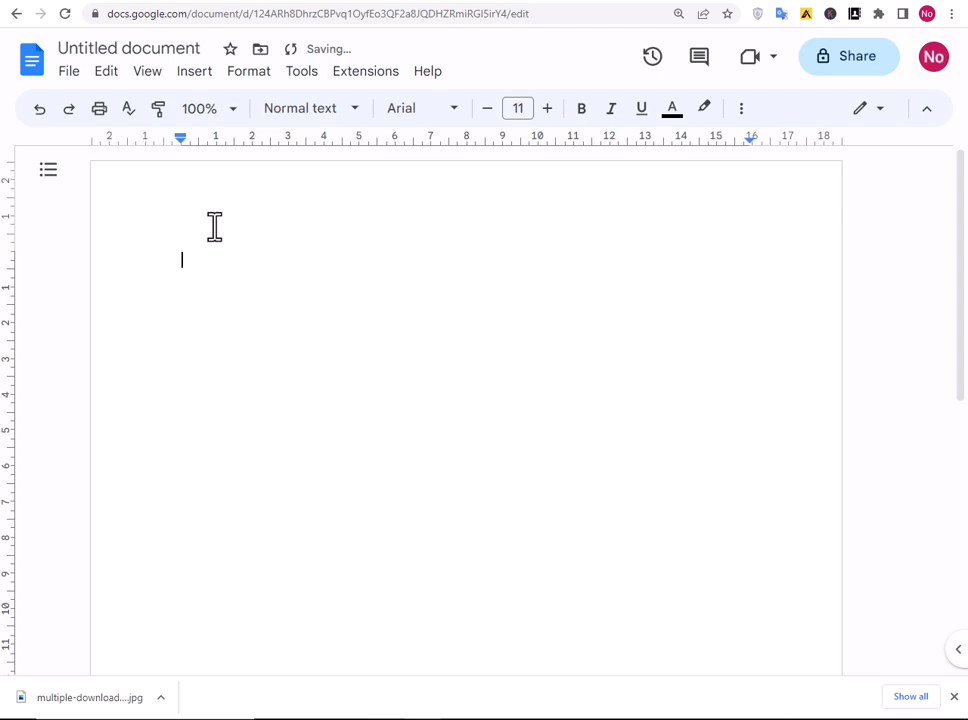 docs.google.com/document/d/124ARh8DhrzCBPvq1OyfEo3QF2a8JQDHZRmiRGI5irY4/edit
No
Untitled document
Saving...
File Edit View Insert Format Tools Extensions Help
Share
No
100% Normal text Arial 11 B I U A
2 1 1 2 3 4 5 6 7 8 9 10 11 12 13 14 15 16 17 18
2
1
1
2
3
4
5
6
7
8
9
10
11
multiple-download....jpg
Show all